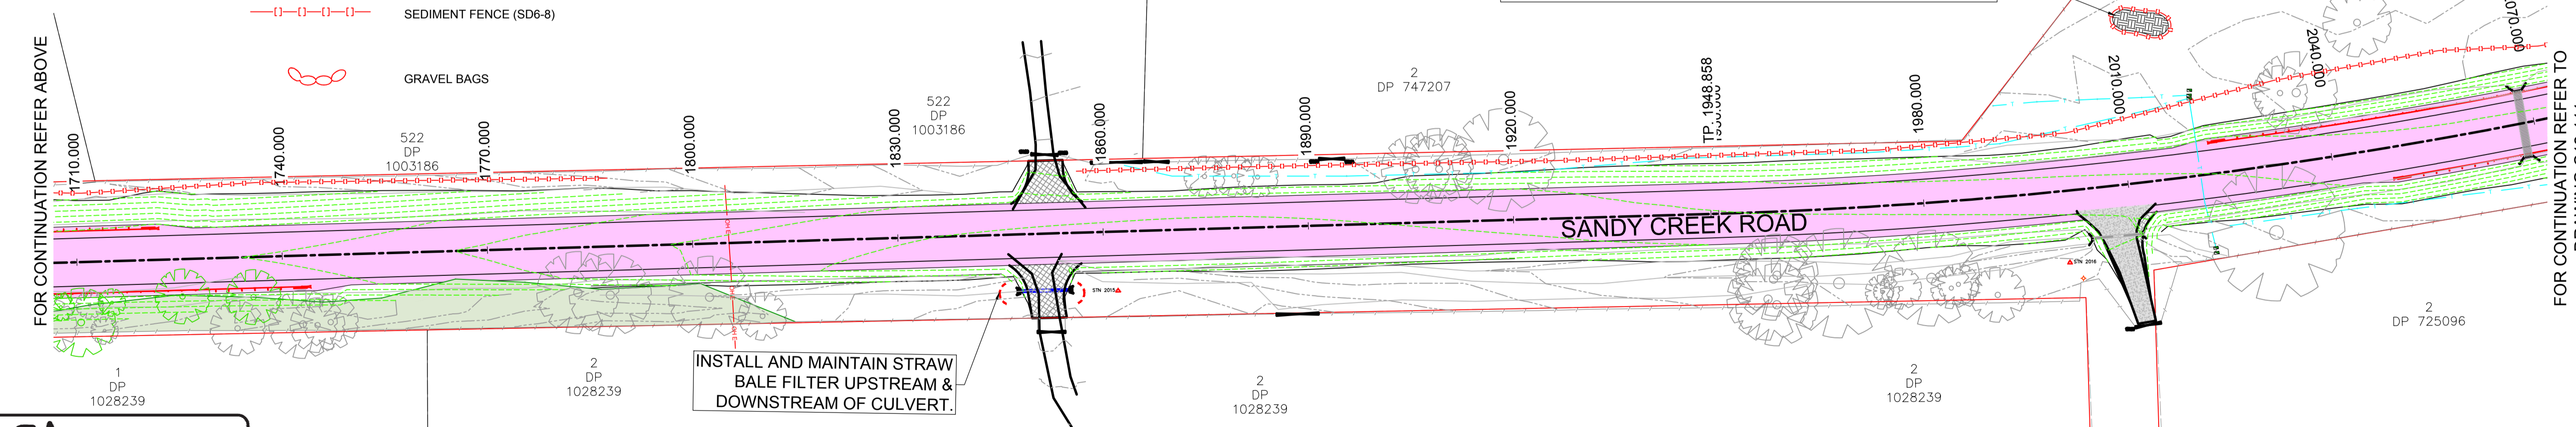 SEDIMENT FENCE (SD6-8)
GRAVEL BAGS
FOR CONTINUATION REFER ABOVE
1710.000
1740.000
522
DP
1003186
1770.000
1800.000
1830.000
522
DP
1003186
1860.000
1890.000
2
DP 747207
1920.000
TP. 1948.858
1980.000
2010.000
2040.000
FOR CONTINUATION REFER TO
SANDY CREEK ROAD
STN 2015
STN 2016
INSTALL AND MAINTAIN STRAW
BALE FILTER UPSTREAM &
DOWNSTREAM OF CULVERT.
1
DP
1028239
2
DP
1028239
2
DP
1028239
2
DP
1028239
2
DP 725096